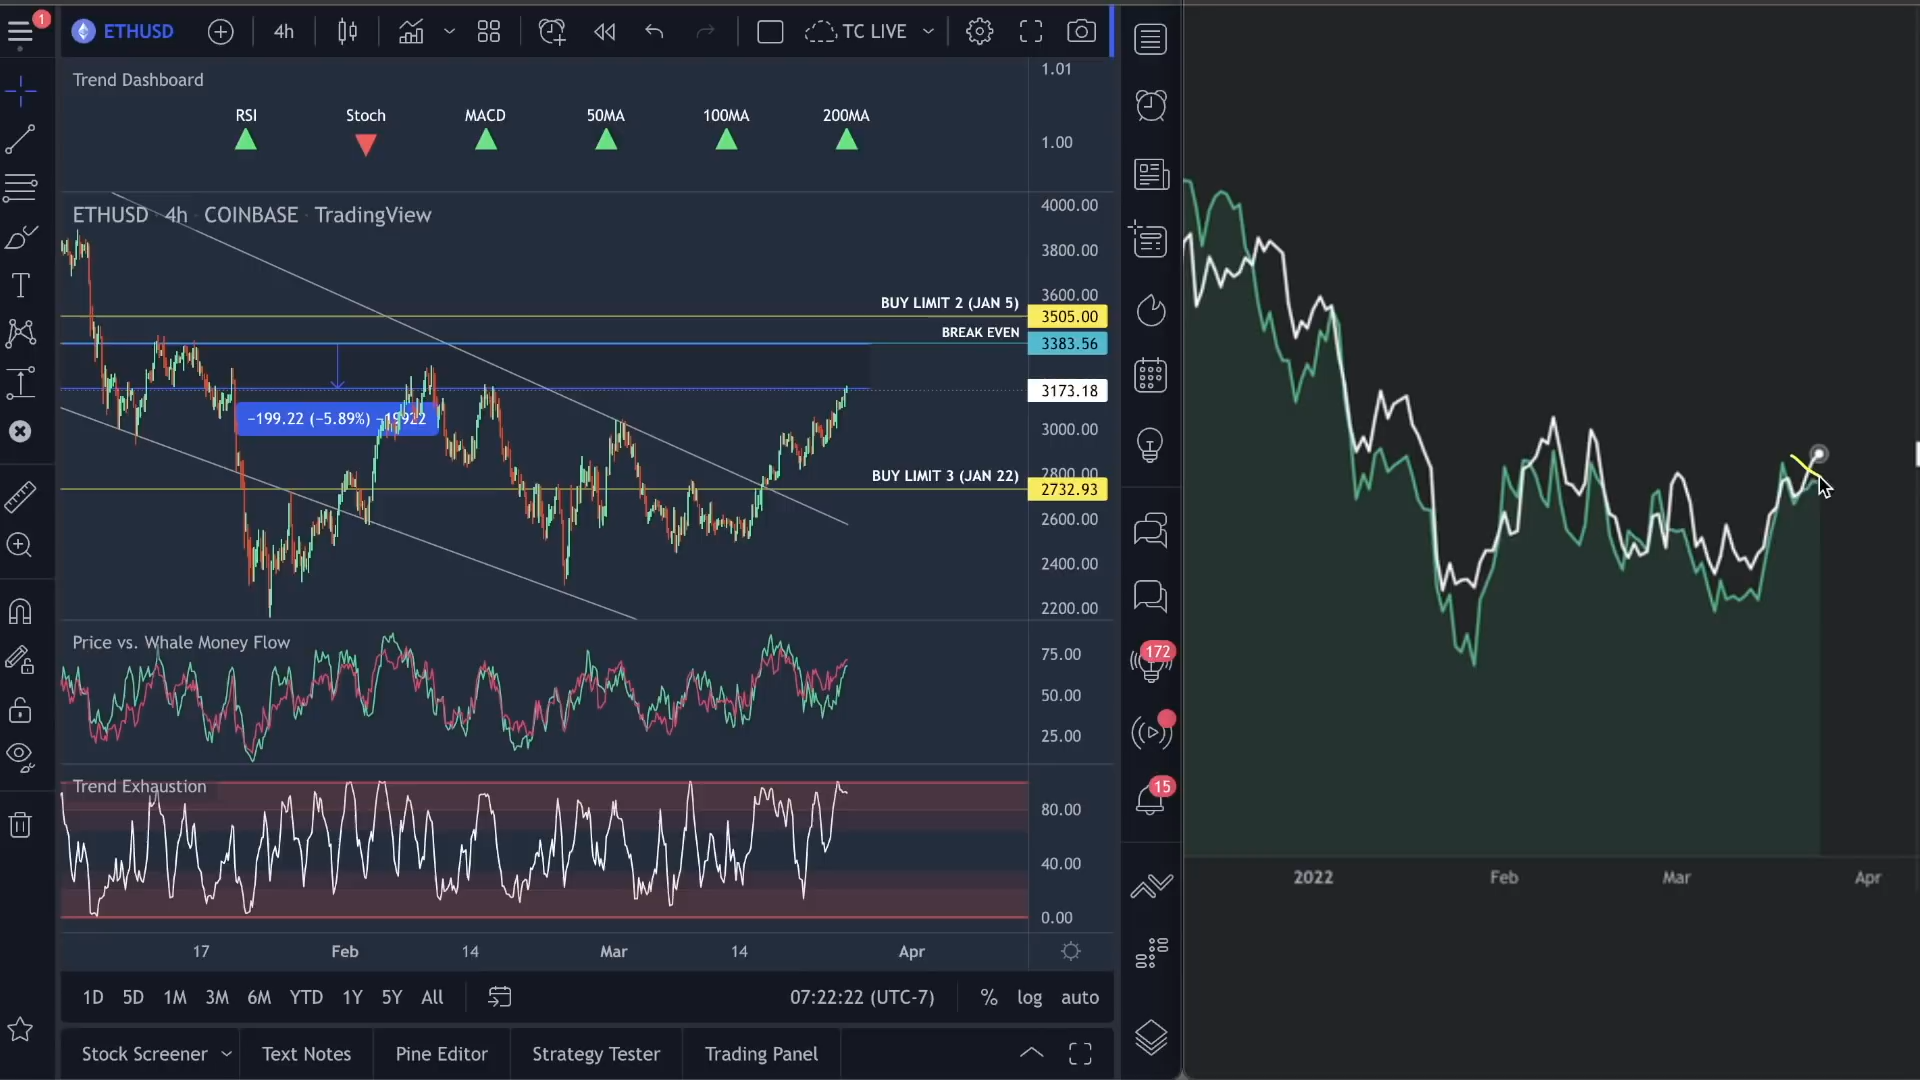 1
ETHUSD
4h
TC LIVE
Trend Dashboard
1.01
RSI
Stoch
MACD
50MA
100MA
200MA
1.00
ETHUSD · 4h · COINBASE · TradingView
4000.00
3800.00
3600.00
BUY LIMIT 2 (JAN 5)
3505.00
BREAK EVEN
3383.56
3173.18
−199.22 (−5.89%) −19922
3000.00
2800.00
BUY LIMIT 3 (JAN 22)
2732.93
2600.00
2400.00
2200.00
Price vs. Whale Money Flow
75.00
50.00
25.00
Trend Exhaustion
80.00
40.00
0.00
17
Feb
14
Mar
14
Apr
1D
5D
1M
3M
6M
YTD
1Y
5Y
All
07:22:22 (UTC-7)
%
log
auto
Stock Screener
Text Notes
Pine Editor
Strategy Tester
Trading Panel
172
15
2022
Feb
Mar
Apr